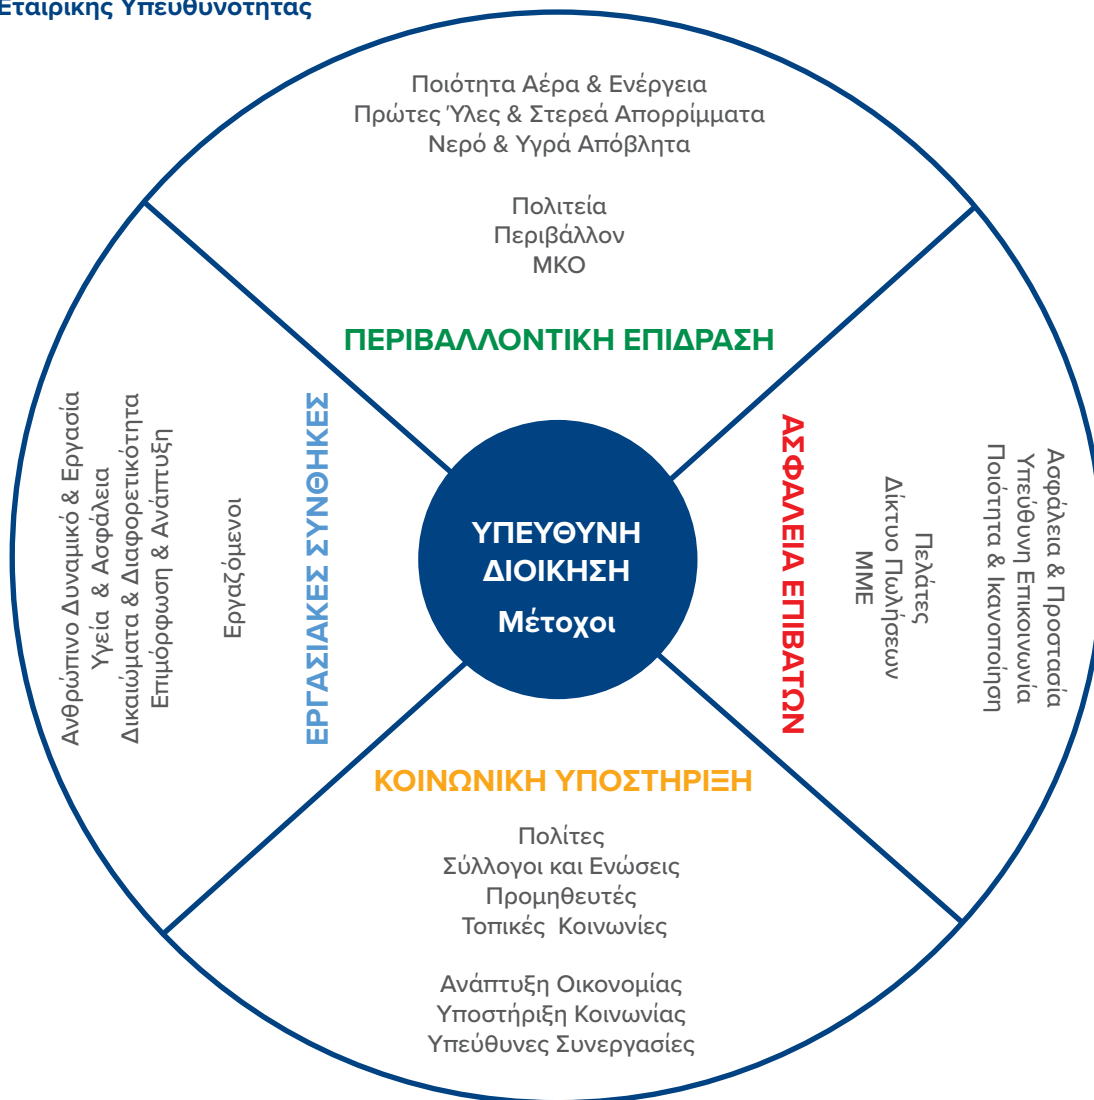 Εταιρικής Υπευθυνότητας
Ποιότητα Αέρα & Ενέργεια
Πρώτες Ύλες & Στερεά Απορρίμματα
Νερό & Υγρά Απόβλητα
Πολιτεία
Περιβάλλον
ΜΚΟ
ΠΕΡΙΒΑΛΛΟΝΤΙΚΗ ΕΠΙΔΡΑΣΗ
Ανθρώπινο Δυναμικό & Εργασία
Υγεία & Ασφάλεια
Δικαιώματα & Διαφορετικότητα
Επιμόρφωση & Ανάπτυξη
Εργαζόμενοι
ΕΡΓΑΣΙΑΚΕΣ ΣΥΝΘΗΚΕΣ
ΥΠΕΥΘΥΝΗ
ΔΙΟΙΚΗΣΗ
Μέτοχοι
Ασφάλεια & Προστασία
Υπεύθυνη Επικοινωνία
Ποιότητα & Ικανοποίηση
Πελάτες
Δίκτυο Πωλήσεων
ΜΜΕ
ΑΣΦΑΛΕΙΑ ΕΠΙΒΑΤΩΝ
ΚΟΙΝΩΝΙΚΗ ΥΠΟΣΤΗΡΙΞΗ
Πολίτες
Σύλλογοι και Ενώσεις
Προμηθευτές
Τοπικές Κοινωνίες
Ανάπτυξη Οικονομίας
Υποστήριξη Κοινωνίας
Υπεύθυνες Συνεργασίες